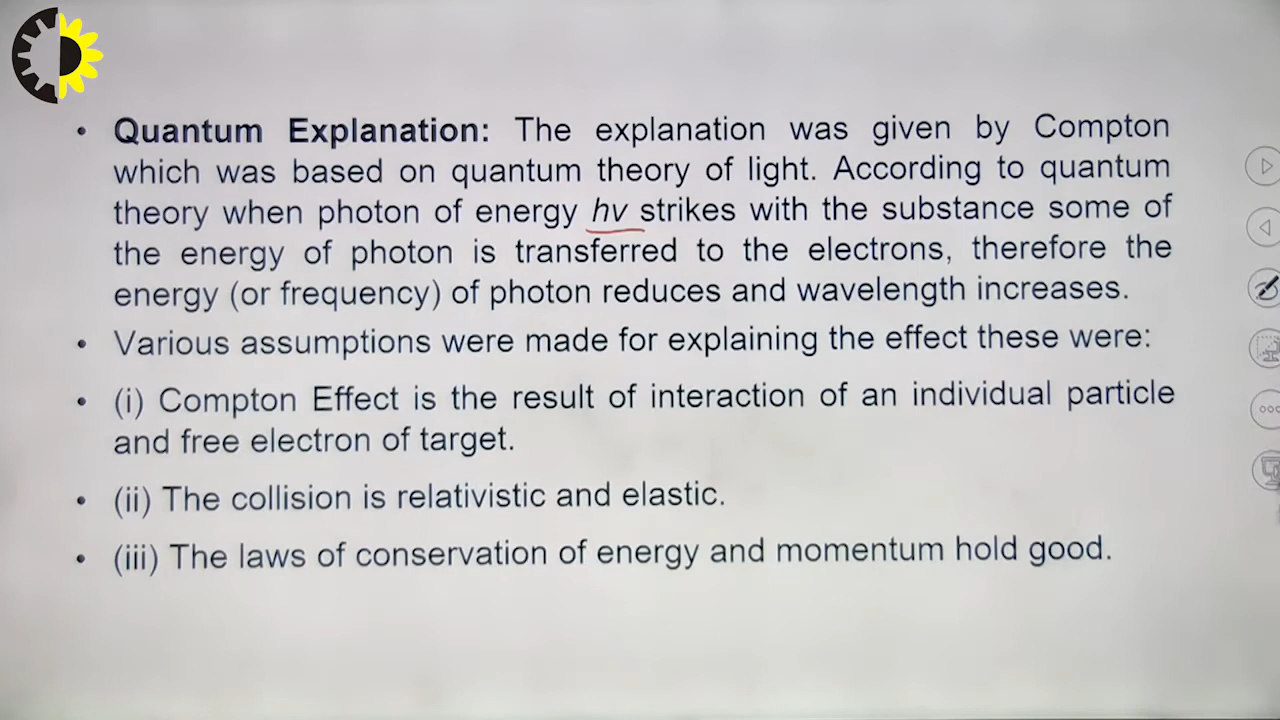 • Quantum Explanation: The explanation was given by Compton
which was based on quantum theory of light. According to quantum
theory when photon of energy hv strikes with the substance some of
the energy of photon is transferred to the electrons, therefore the
energy (or frequency) of photon reduces and wavelength increases.
• Various assumptions were made for explaining the effect these were:
• (i) Compton Effect is the result of interaction of an individual particle
and free electron of target.
• (ii) The collision is relativistic and elastic.
• (iii) The laws of conservation of energy and momentum hold good.